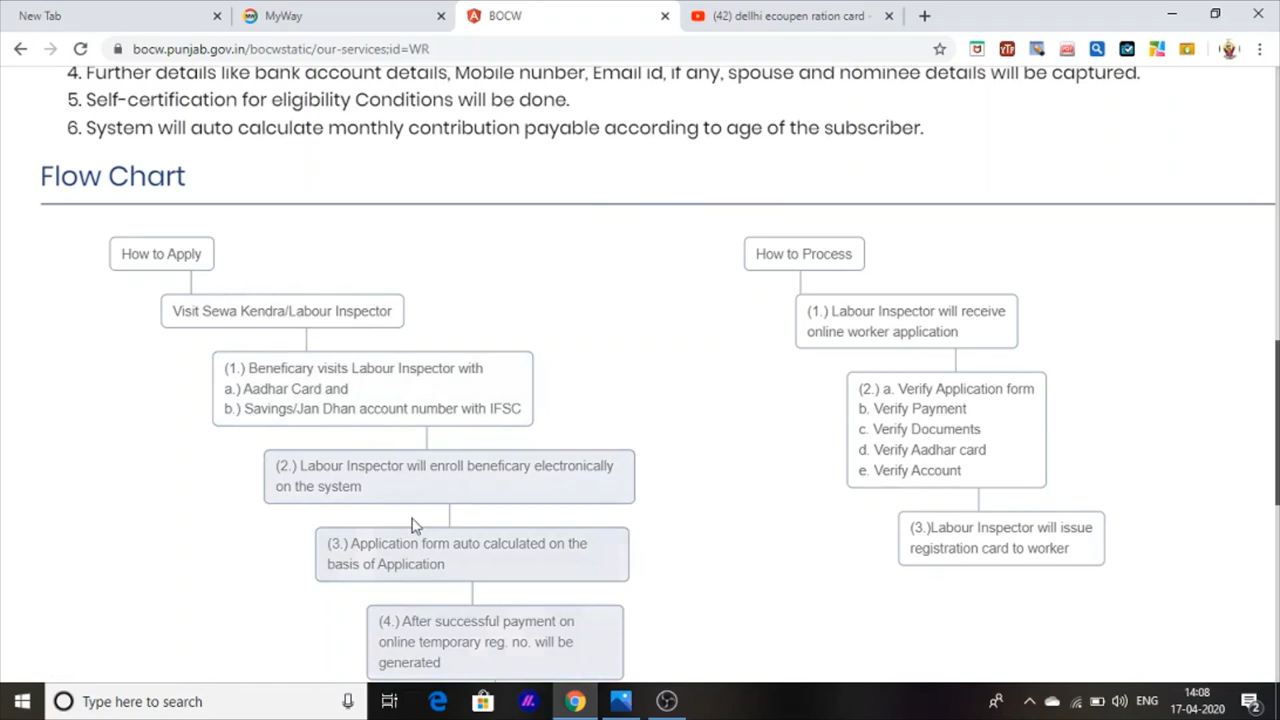 New Tab
MyWay
BOCW
(42) dellhi ecoupen ration card -
bocw.punjab.gov.in/bocwstatic/our-services;id=WR
4. Further details like bank account details, Mobile nunber, Email id, if any, spouse and nominee details will be captured.
5. Self-certification for eligibility Conditions will be done.
6. System will auto calculate monthly contribution payable according to age of the subscriber.
Flow Chart
How to Apply
Visit Sewa Kendra/Labour Inspector
(1.) Beneficary visits Labour Inspector with
a.) Aadhar Card and
b.) Savings/Jan Dhan account number with IFSC
(2.) Labour Inspector will enroll beneficary electronically
on the system
(3.) Application form auto calculated on the
basis of Application
(4.) After successful payment on
online temporary reg. no. will be
generated
How to Process
(1.) Labour Inspector will receive
online worker application
(2.) a. Verify Application form
b. Verify Payment
c. Verify Documents
d. Verify Aadhar card
e. Verify Account
(3.)Labour Inspector will issue
registration card to worker
Type here to search
ENG
14:08
17-04-2020
2